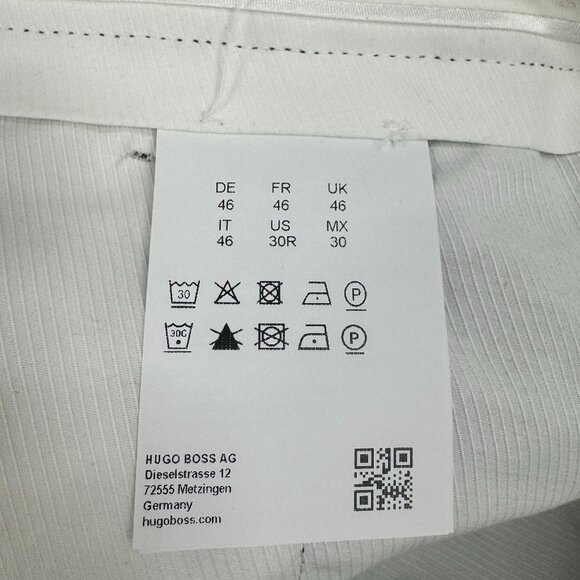 DE FR UK
46 46 46
IT US MX
46 30R 30
30 P
30C P
HUGO BOSS AG
Dieselstrasse 12
72555 Metzingen
Germany
hugoboss.com